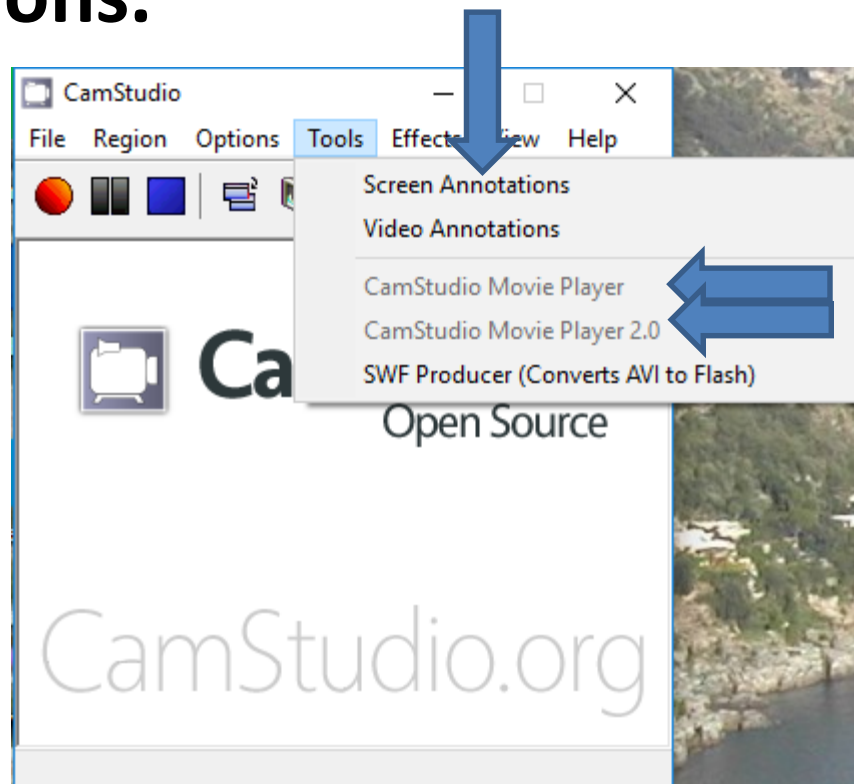 ons:
CamStudio
File Region Options Tools Effects View Help
Screen Annotations
Video Annotations
CamStudio Movie Player
CamStudio Movie Player 2.0
SWF Producer (Converts AVI to Flash)
Ca
Open Source
CamStudio.org